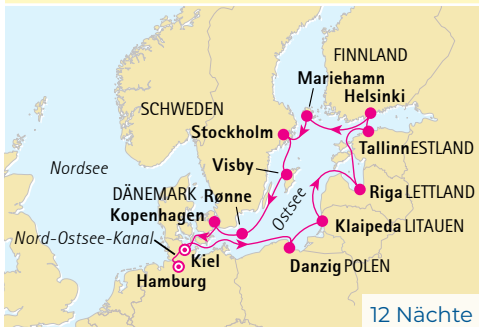 FINNLAND
Mariehamn
Helsinki
SCHWEDEN
Stockholm
Tallinn ESTLAND
Nordsee
Visby
DÄNEMARK
Rønne
Ostsee
Riga LETTLAND
Kopenhagen
Klaipeda LITAUEN
Nord-Ostsee-Kanal
Kiel
Danzig POLEN
Hamburg
12 Nächte